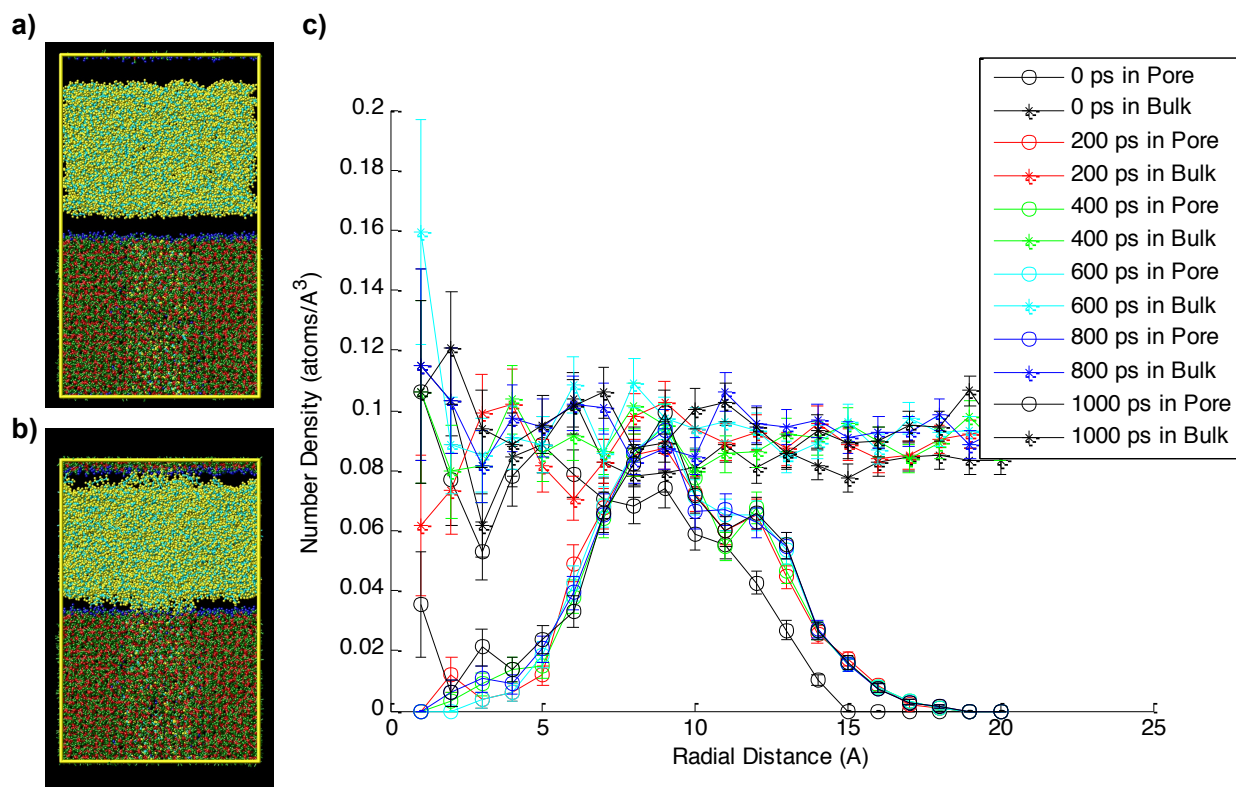 a)
b)
c)
Number Density (atoms/A^3)
0.2
0.18
0.16
0.14
0.12
0.1
0.08
0.06
0.04
0.02
0
0 5 10 15 20 25
Radial Distance (A)
0 ps in Pore
0 ps in Bulk
200 ps in Pore
200 ps in Bulk
400 ps in Pore
400 ps in Bulk
600 ps in Pore
600 ps in Bulk
800 ps in Pore
800 ps in Bulk
1000 ps in Pore
1000 ps in Bulk